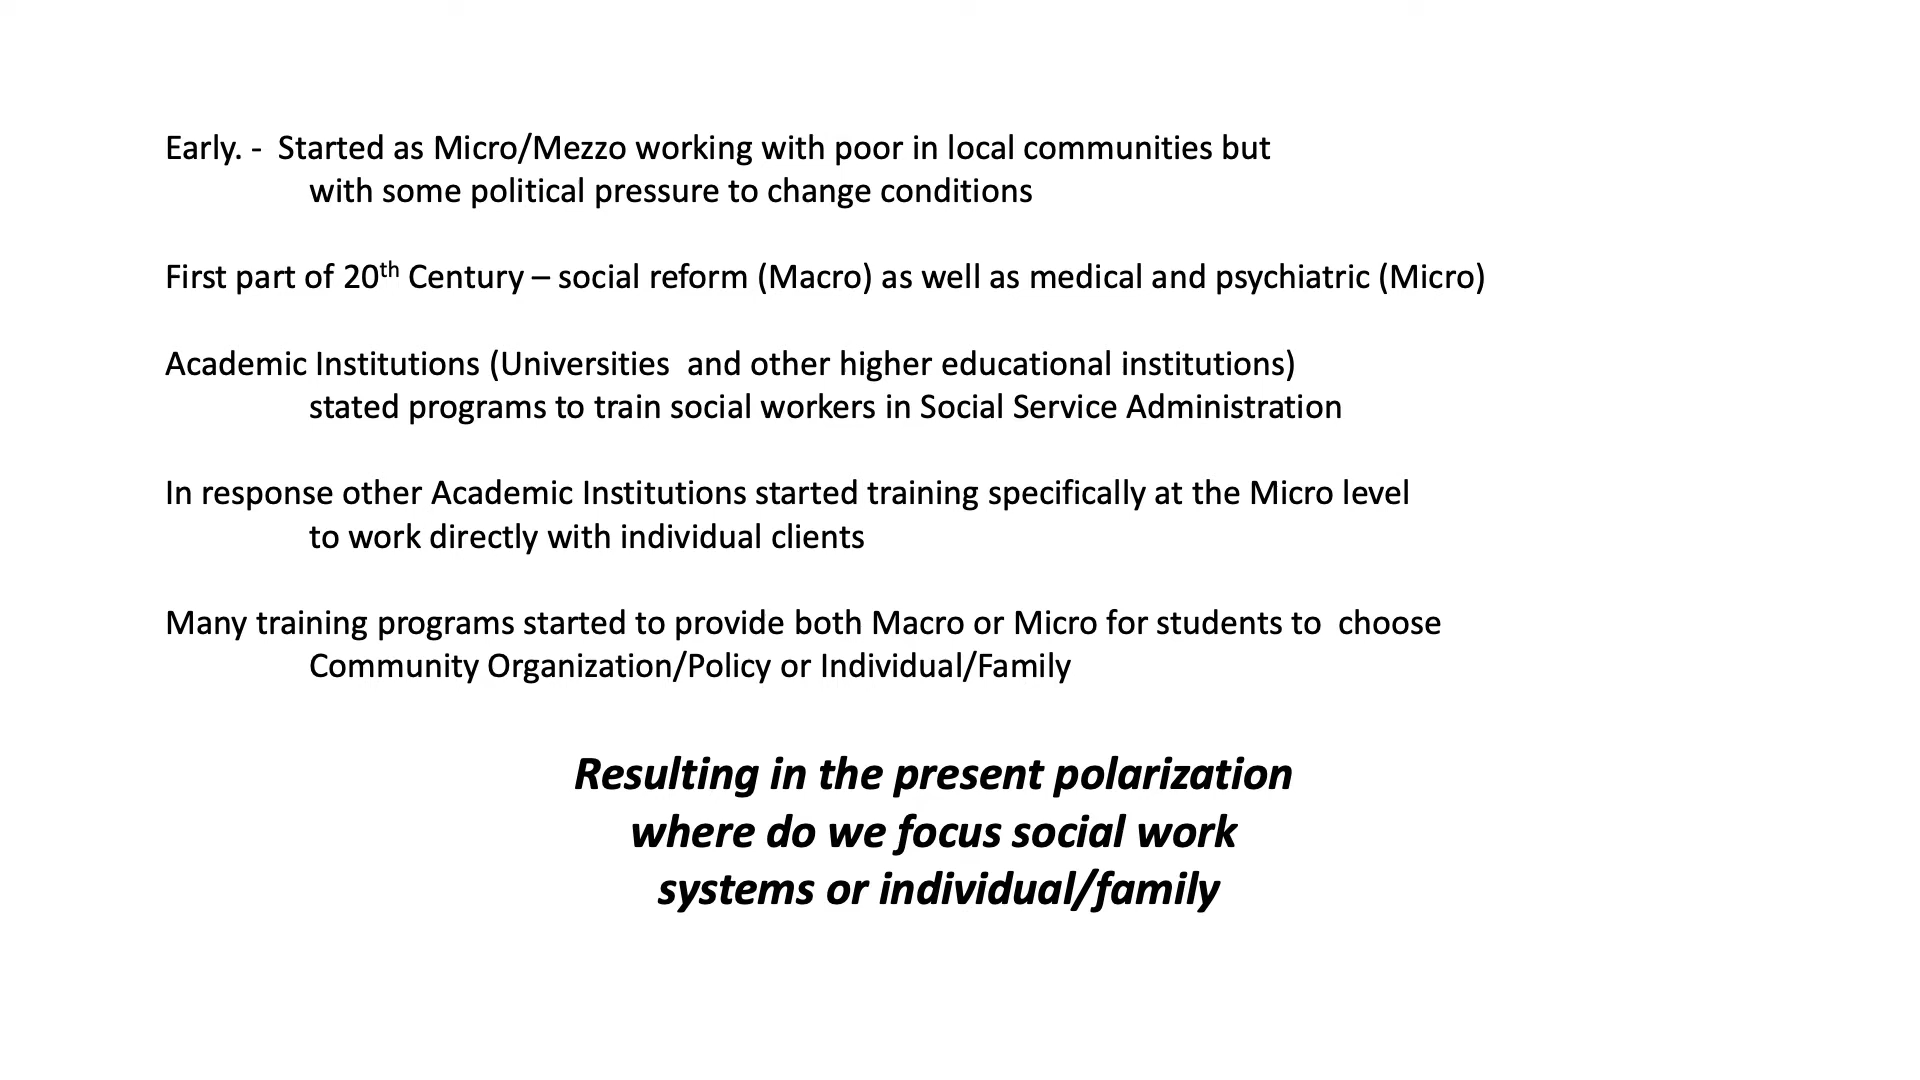 Early. -  Started as Micro/Mezzo working with poor in local communities but
with some political pressure to change conditions
First part of 20th Century – social reform (Macro) as well as medical and psychiatric (Micro)
Academic Institutions (Universities  and other higher educational institutions)
stated programs to train social workers in Social Service Administration
In response other Academic Institutions started training specifically at the Micro level
to work directly with individual clients
Many training programs started to provide both Macro or Micro for students to  choose
Community Organization/Policy or Individual/Family
Resulting in the present polarization
where do we focus social work
systems or individual/family